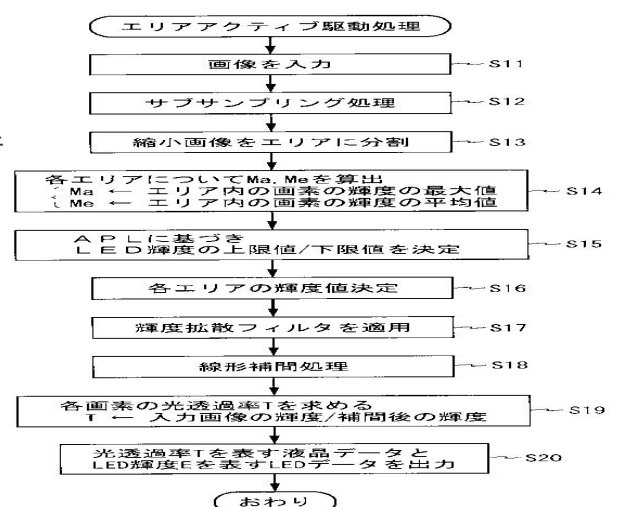 エリアアクティブ駆動処理
画像を入力
S11
サブサンプリング処理
S12
縮小画像をエリアに分割
S13
各エリアについてMa,Meを算出
Ma ← エリア内の画素の輝度の最大値
Me ← エリア内の画素の輝度の平均値
S14
APLに基づき
LED輝度の上限値/下限値を決定
S15
各エリアの輝度値決定
S16
輝度拡散フィルタを適用
S17
線形補間処理
S18
各画素の光透過率Tを求める
T ← 入力画像の輝度/補間後の輝度
S19
光透過率Tを表す液晶データと
LED輝度Eを表すLEDデータを出力
S20
おわり